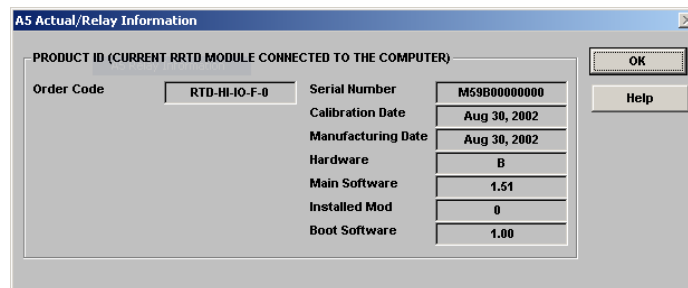 A5 Actual/Relay Information
PRODUCT ID (CURRENT RRTD MODULE CONNECTED TO THE COMPUTER)
Order Code RTD-HI-IO-F-0
Serial Number M59B00000000
Calibration Date Aug 30, 2002
Manufacturing Date Aug 30, 2002
Hardware B
Main Software 1.51
Installed Mod 0
Boot Software 1.00
OK
Help